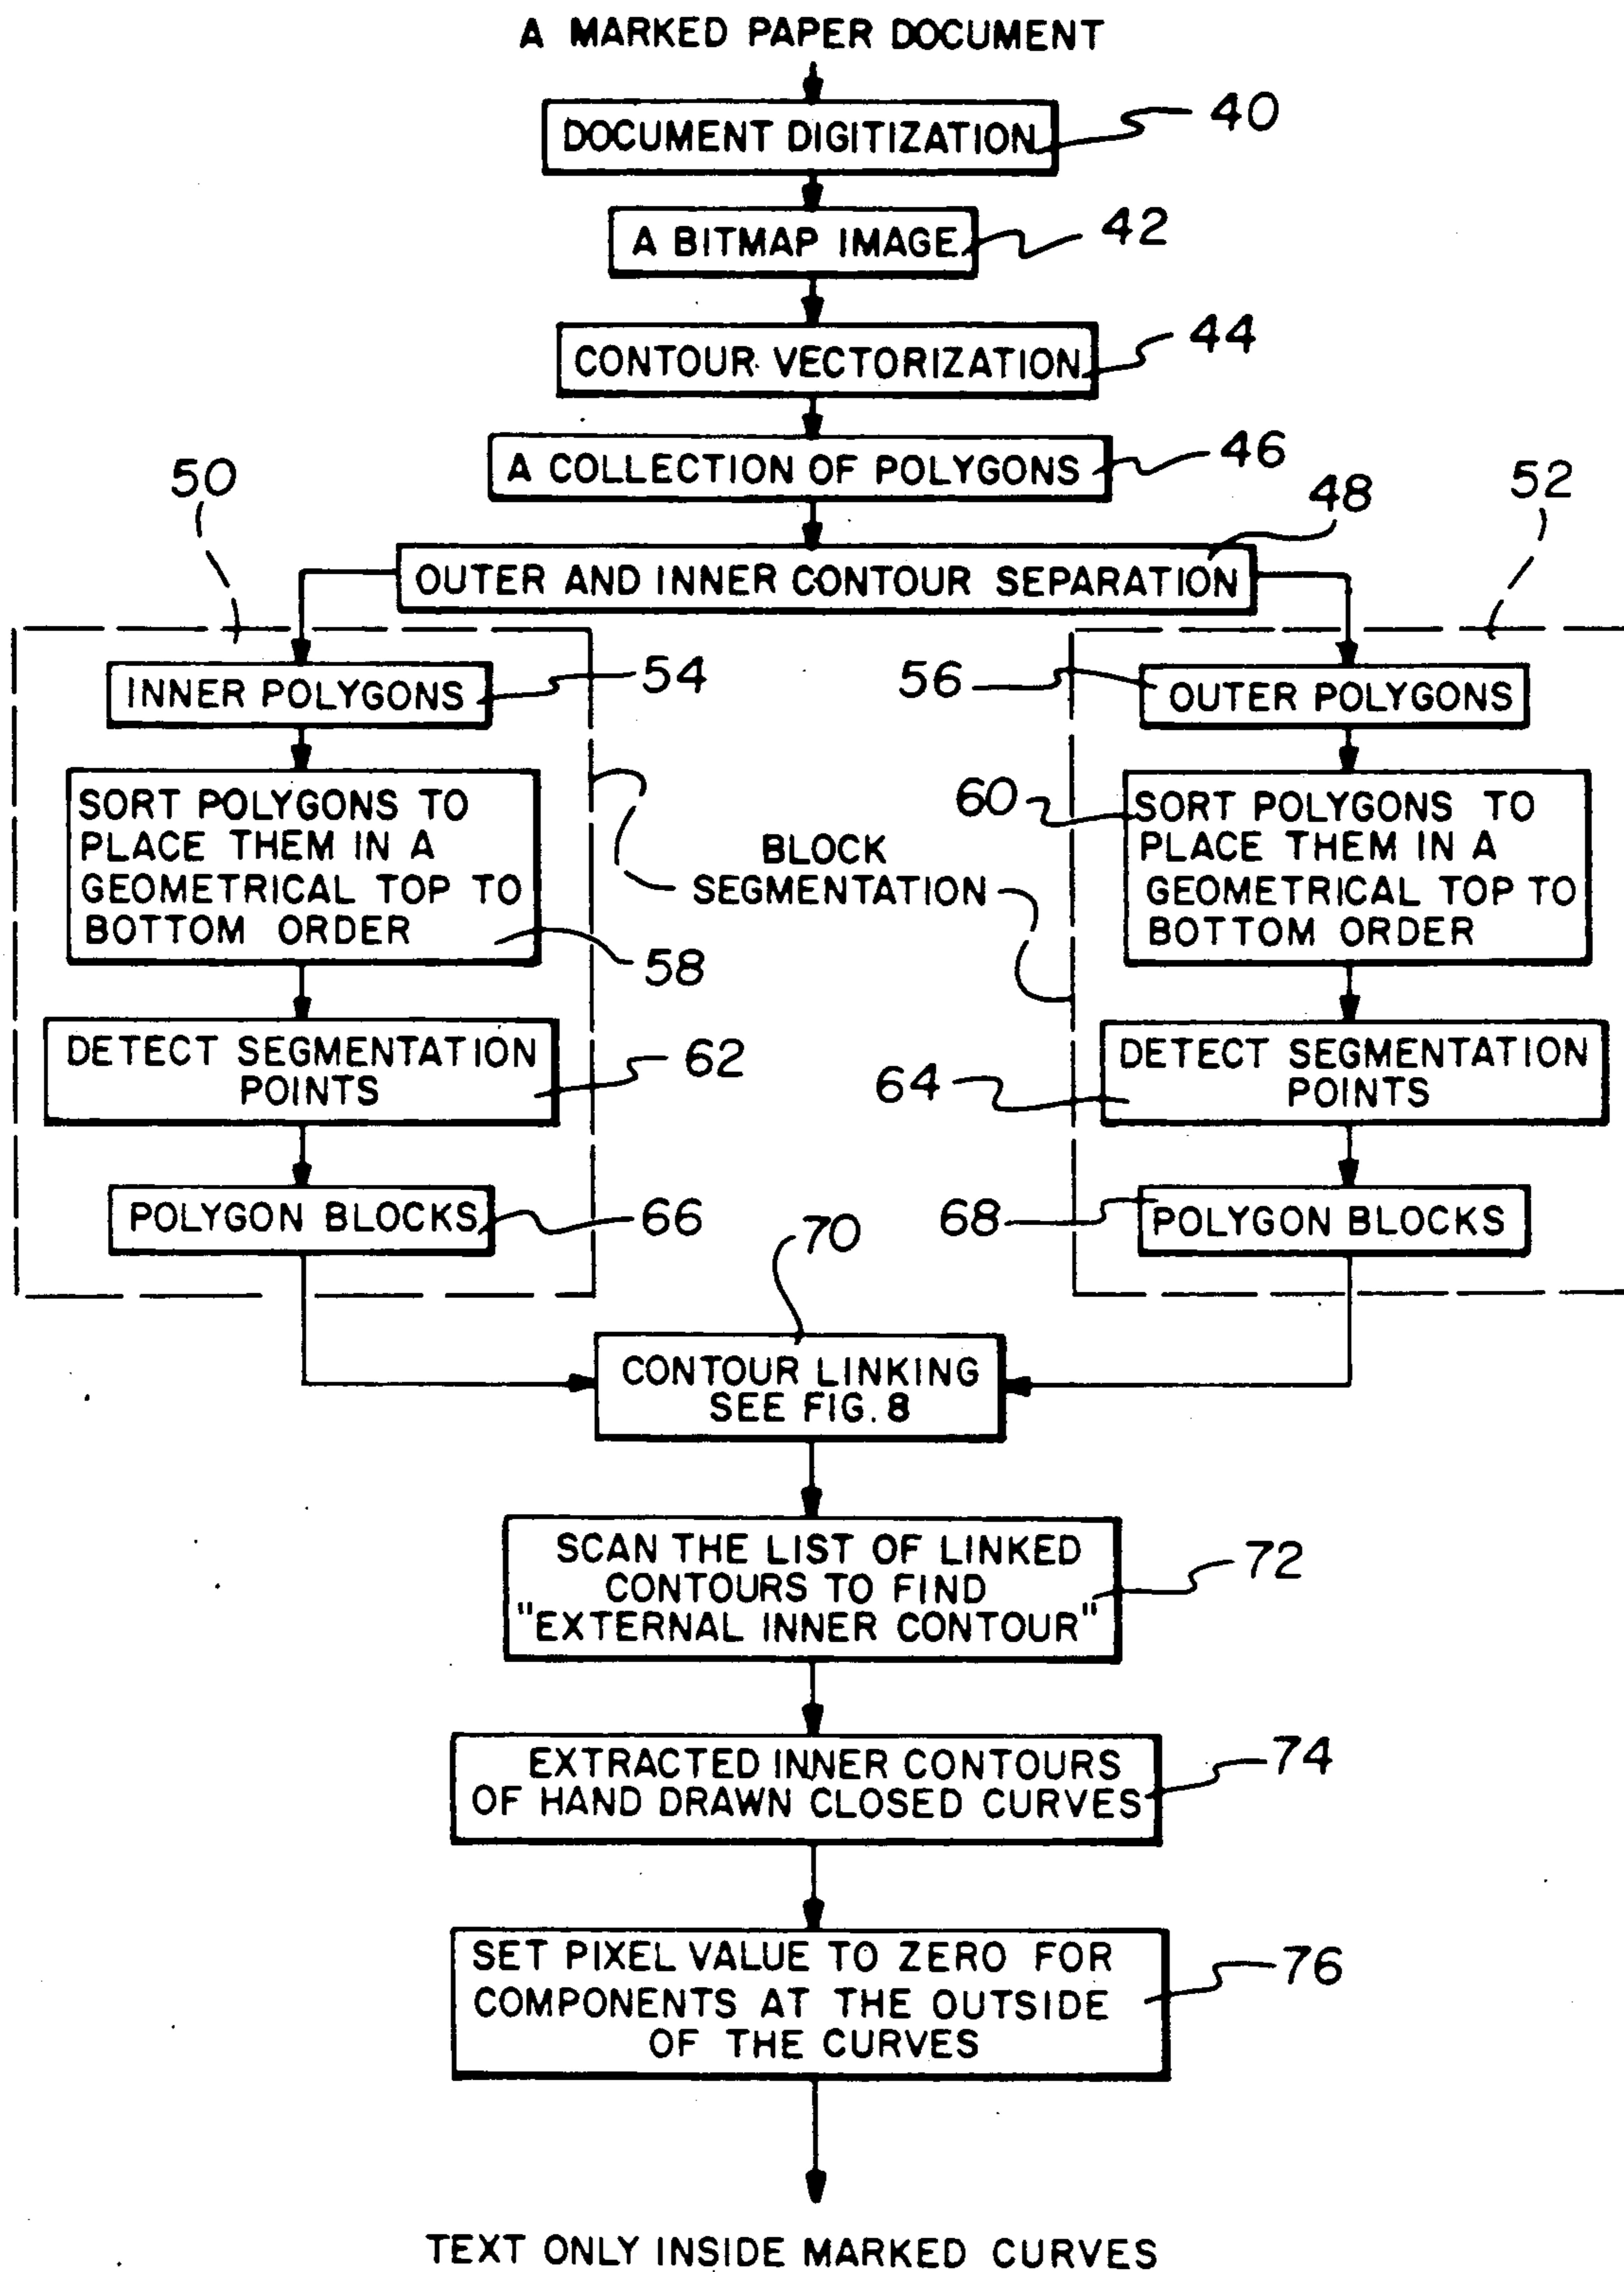 A MARKED PAPER DOCUMENT
DOCUMENT DIGITIZATION
40
A BITMAP IMAGE
42
CONTOUR VECTORIZATION
44
A COLLECTION OF POLYGONS
46
50
52
48
OUTER AND INNER CONTOUR SEPARATION
INNER POLYGONS
54
SORT POLYGONS TO
PLACE THEM IN A
GEOMETRICAL TOP TO
BOTTOM ORDER
58
DETECT SEGMENTATION
POINTS
62
POLYGON BLOCKS
66
BLOCK
SEGMENTATION
56
OUTER POLYGONS
60
SORT POLYGONS TO
PLACE THEM IN A
GEOMETRICAL TOP TO
BOTTOM ORDER
64
DETECT SEGMENTATION
POINTS
68
POLYGON BLOCKS
70
CONTOUR LINKING
SEE FIG. 8
SCAN THE LIST OF LINKED
CONTOURS TO FIND
"EXTERNAL INNER CONTOUR"
72
EXTRACTED INNER CONTOURS
OF HAND DRAWN CLOSED CURVES
74
SET PIXEL VALUE TO ZERO FOR
COMPONENTS AT THE OUTSIDE
OF THE CURVES
76
TEXT ONLY INSIDE MARKED CURVES